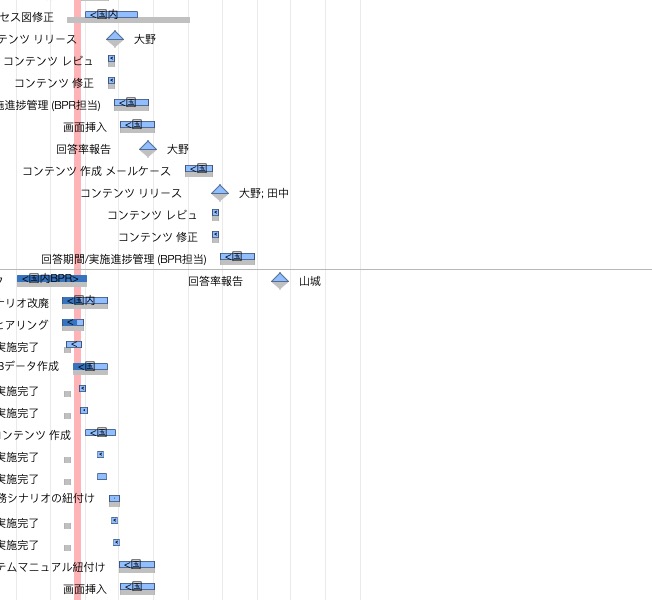 セス図修正 <国内
テンツ リリース 大野
コンテンツ レビュ
コンテンツ 修正
施進捗管理 (BPR担当) <国
画面挿入 <国
回答率報告 大野
コンテンツ 作成 メールケース <国
コンテンツ リリース 大野; 田中
コンテンツ レビュ
コンテンツ 修正
回答期間/実施進捗管理 (BPR担当) <国
<国内BPR> 回答率報告 山城
ナリオ改廃 <国内
ヒアリング <
実施完了 <
Bデータ作成 <国
実施完了
実施完了
コンテンツ 作成 <国
実施完了
実施完了
務シナリオの紐付け
実施完了
実施完了
テムマニュアル紐付け <国
画面挿入 <国